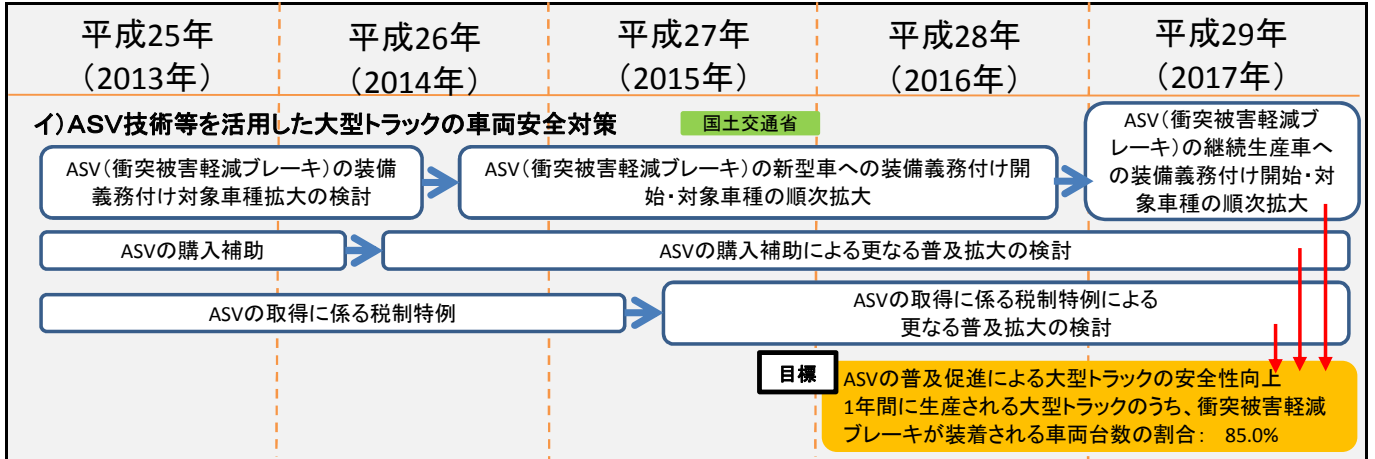 平成25年
(2013年)
平成26年
(2014年)
平成27年
(2015年)
平成28年
(2016年)
平成29年
(2017年)
イ)ASV技術等を活用した大型トラックの車両安全対策
国土交通省
ASV(衝突被害軽減ブレーキ)の装備
義務付け対象車種拡大の検討
ASV(衝突被害軽減ブレーキ)の新型車への装備義務付け開
始・対象車種の順次拡大
ASV(衝突被害軽減ブ
レーキ)の継続生産車へ
の装備義務付け開始・対
象車種の順次拡大
ASVの購入補助
ASVの購入補助による更なる普及拡大の検討
ASVの取得に係る税制特例
ASVの取得に係る税制特例による
更なる普及拡大の検討
目標
ASVの普及促進による大型トラックの安全性向上
1年間に生産される大型トラックのうち、衝突被害軽減
ブレーキが装着される車両台数の割合: 85.0%